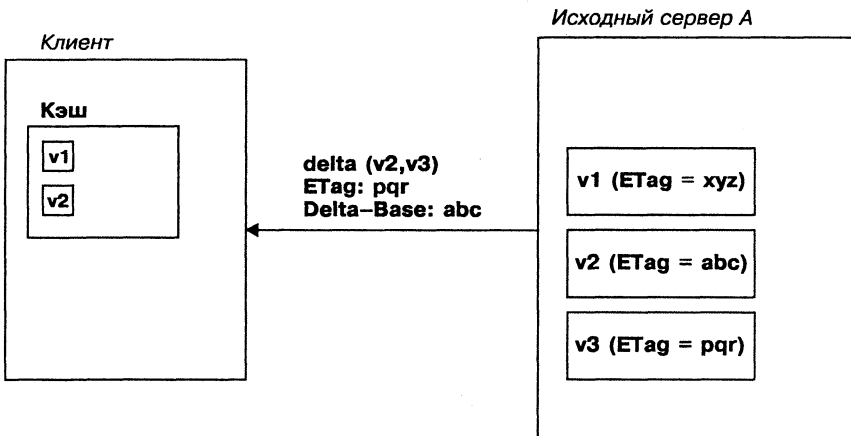 Исходный сервер A
Клиент
Кэш
v1
v2
delta (v2,v3)
ETag: pqr
Delta–Base: abc
v1 (ETag = xyz)
v2 (ETag = abc)
v3 (ETag = pqr)